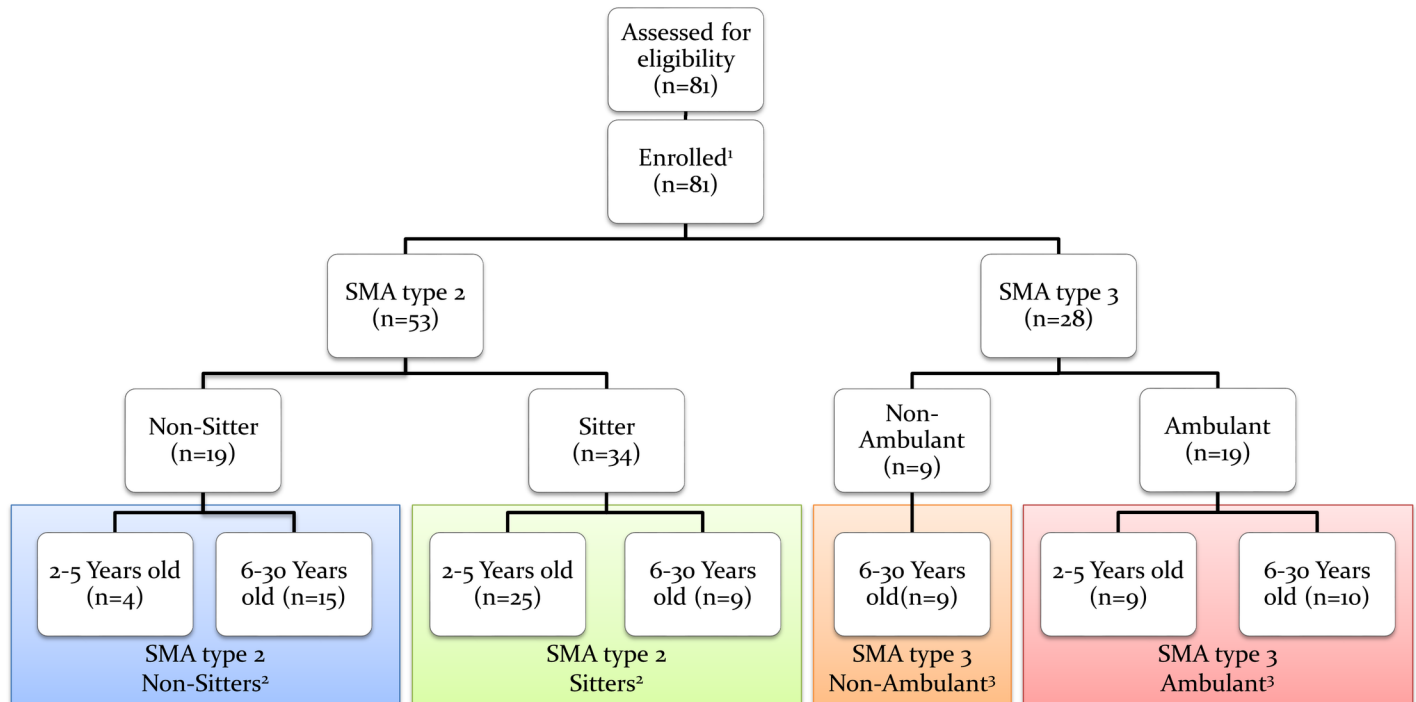 Assessed for
eligibility
(n=81)
Enrolled¹
(n=81)
SMA type 2
(n=53)
SMA type 3
(n=28)
Non-Sitter
(n=19)
Sitter
(n=34)
Non-
Ambulant
(n=9)
Ambulant
(n=19)
2-5 Years old
(n=4)
6-30 Years
old (n=15)
2-5 Years old
(n=25)
6-30 Years
old (n=9)
6-30 Years
old(n=9)
2-5 Years old
(n=9)
6-30 Years
old (n=10)
SMA type 2
Non-Sitters²
SMA type 2
Sitters²
SMA type 3
Non-Ambulant³
SMA type 3
Ambulant³